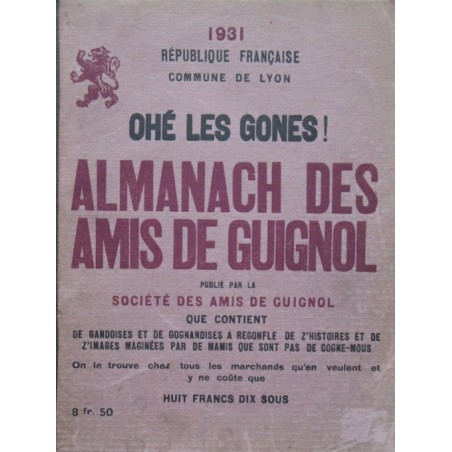 1931
RÉPUBLIQUE FRANÇAISE
COMMUNE DE LYON
OHÉ LES GONES!
ALMANACH DES
AMIS DE GUIGNOL
PUBLIÉ PAR LA
SOCIÉTÉ DES AMIS DE GUIGNOL
QUE CONTIENT
DE GANDOISES ET DE GOGNANDISES A REGONFLE DE Z'HISTOIRES ET DE
Z'IMAGES MAGINÉES PAR DE MAMIS QUE SONT PAS DE GOGNE-MOUS
On le trouve chez tous les marchands qu'en veulent et
y ne coûte que
HUIT FRANCS DIX SOUS
8 fr. 50